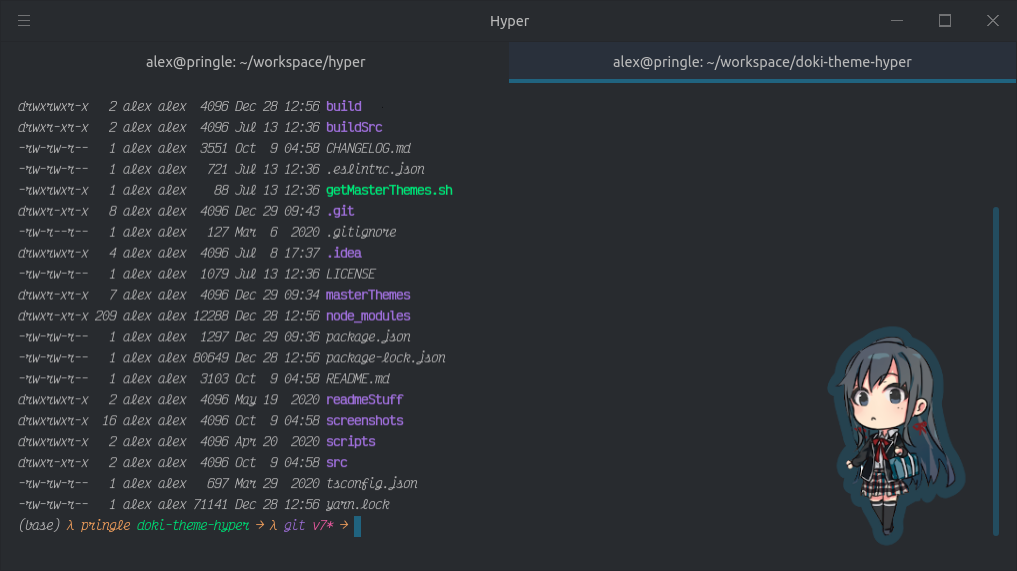 Hyper
alex@pringle: ~/workspace/hyper
alex@pringle: ~/workspace/doki-theme-hyper
drwxrwxr-x   2 alex alex  4096 Dec 28 12:56 build
drwxr-xr-x   2 alex alex  4096 Jul 13 12:36 buildSrc
-rw-rw-r--   1 alex alex  3551 Oct  9 04:58 CHANGELOG.md
-rw-rw-r--   1 alex alex   721 Jul 13 12:36 .eslintrc.json
-rwxrwxr-x   1 alex alex    88 Jul 13 12:36 getMasterThemes.sh
drwxr-xr-x   8 alex alex  4096 Dec 29 09:43 .git
-rw-r--r--   1 alex alex   127 Mar  6  2020 .gitignore
drwxrwxr-x   4 alex alex  4096 Jul  8 17:37 .idea
-rw-rw-r--   1 alex alex  1079 Jul 13 12:36 LICENSE
drwxr-xr-x   7 alex alex  4096 Dec 29 09:34 masterThemes
drwxr-xr-x 209 alex alex 12288 Dec 28 12:56 node_modules
-rw-rw-r--   1 alex alex  1297 Dec 29 09:36 package.json
-rw-rw-r--   1 alex alex 80649 Dec 28 12:56 package-lock.json
-rw-rw-r--   1 alex alex  3103 Oct  9 04:58 README.md
drwxrwxr-x   2 alex alex  4096 May 19  2020 readmeStuff
drwxrwxr-x  16 alex alex  4096 Oct  9 04:58 screenshots
drwxrwxr-x   2 alex alex  4096 Apr 20  2020 scripts
drwxr-xr-x   2 alex alex  4096 Oct  9 04:58 src
-rw-rw-r--   1 alex alex   697 Mar 29  2020 tsconfig.json
-rw-rw-r--   1 alex alex 71141 Dec 28 12:56 yarn.lock
(base) λ pringle doki-theme-hyper → λ git v7* →